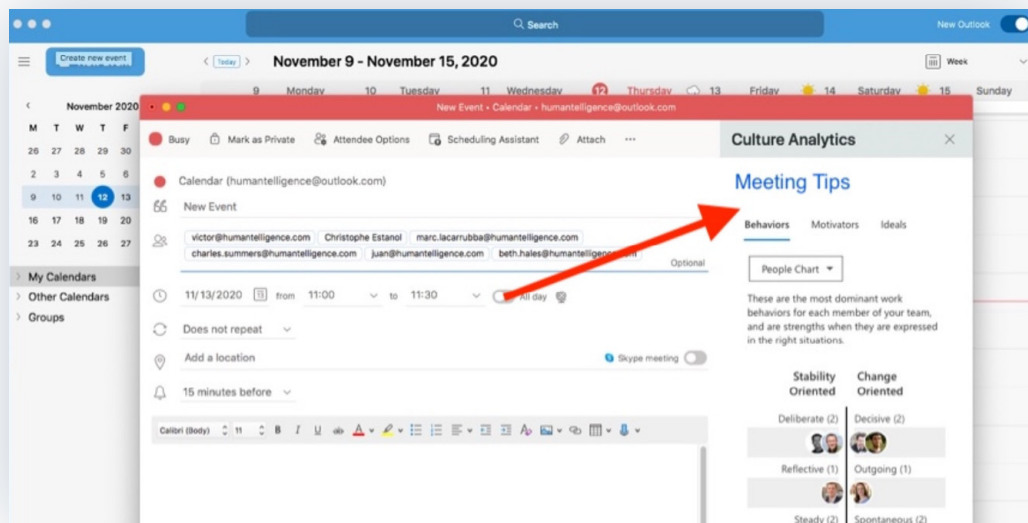 Search
New Outlook
Create new event
Today
November 9 - November 15, 2020
Week
9 Monday 10 Tuesday 11 Wednesday 12 Thursday 13 Friday 14 Saturday 15 Sunday
November 2020
M T W T F
26 27 28 29 30
2 3 4 5 6
9 10 11 12 13
16 17 18 19 20
23 24 25 26 27
My Calendars
Other Calendars
Groups
New Event • Calendar • humantelligence@outlook.com
Busy Mark as Private Attendee Options Scheduling Assistant Attach ...
Calendar (humantelligence@outlook.com)
New Event
victor@humantelligence.com Christophe Estanol marc.lacarrubba@humantelligence.com
charles.summers@humantelligence.com juan@humantelligence.com
Optional
11/13/2020 from 11:00 to 11:30 All day
Does not repeat
Add a location
Skype meeting
15 minutes before
Calibri (Body) 11 B I U ab A
Culture Analytics
Meeting Tips
Behaviors Motivators Ideals
People Chart
These are the most dominant work
behaviors for each member of your team,
and are strengths when they are expressed
in the right situations.
Stability Change
Oriented Oriented
Deliberate (2) Decisive (2)
Reflective (1) Outgoing (1)
Steady (2) Spontaneous (2)